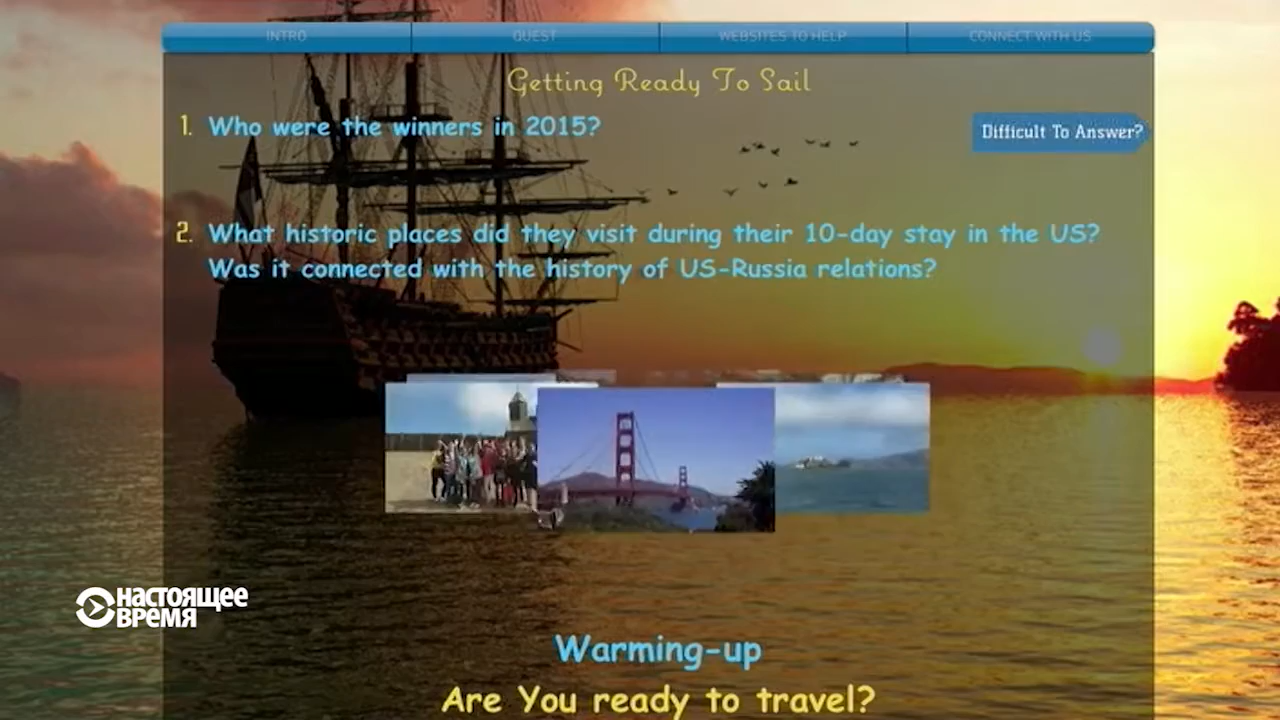 INTRO
QUEST
WEBSITES TO HELP
CONNECT WITH US
Getting Ready To Sail
1. Who were the winners in 2015?
Difficult To Answer?
2. What historic places did they visit during their 10-day stay in the US?
Was it connected with the history of US-Russia relations?
НАСТОЯЩЕЕ
ВРЕМЯ
Warming-up
Are You ready to travel?